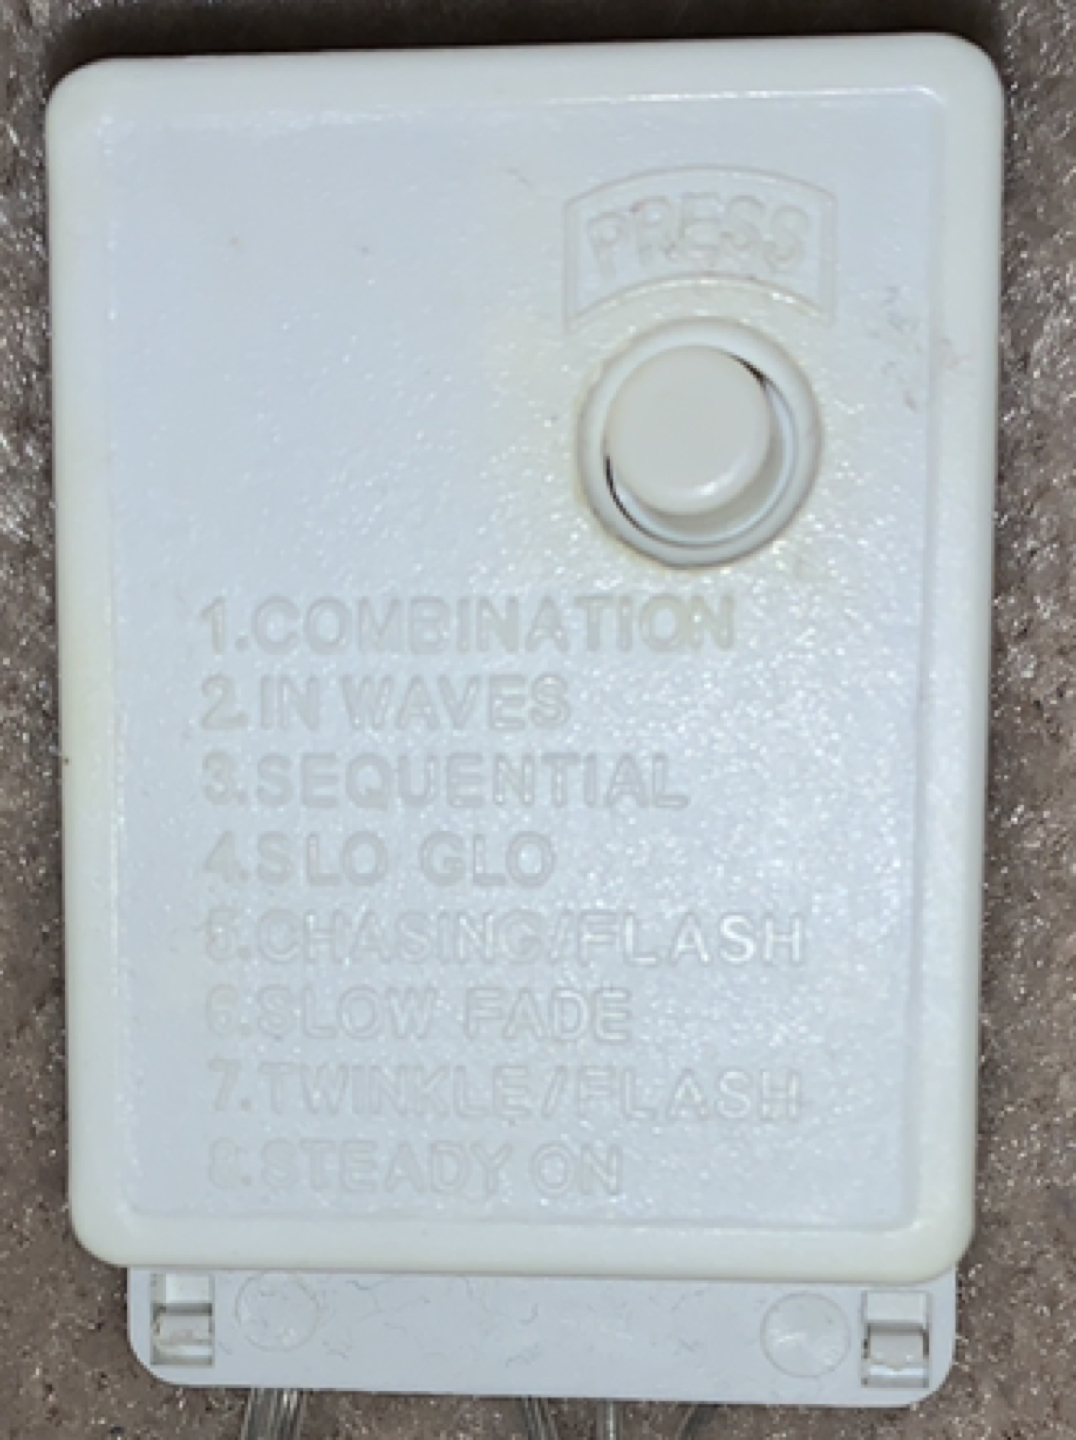 PRESS
1.COMBINATION
2.IN WAVES
3.SEQUENTIAL
4.SLO GLO
5.CHASING/FLASH
6.SLOW FADE
7.TWINKLE/FLASH
8.STEADY ON